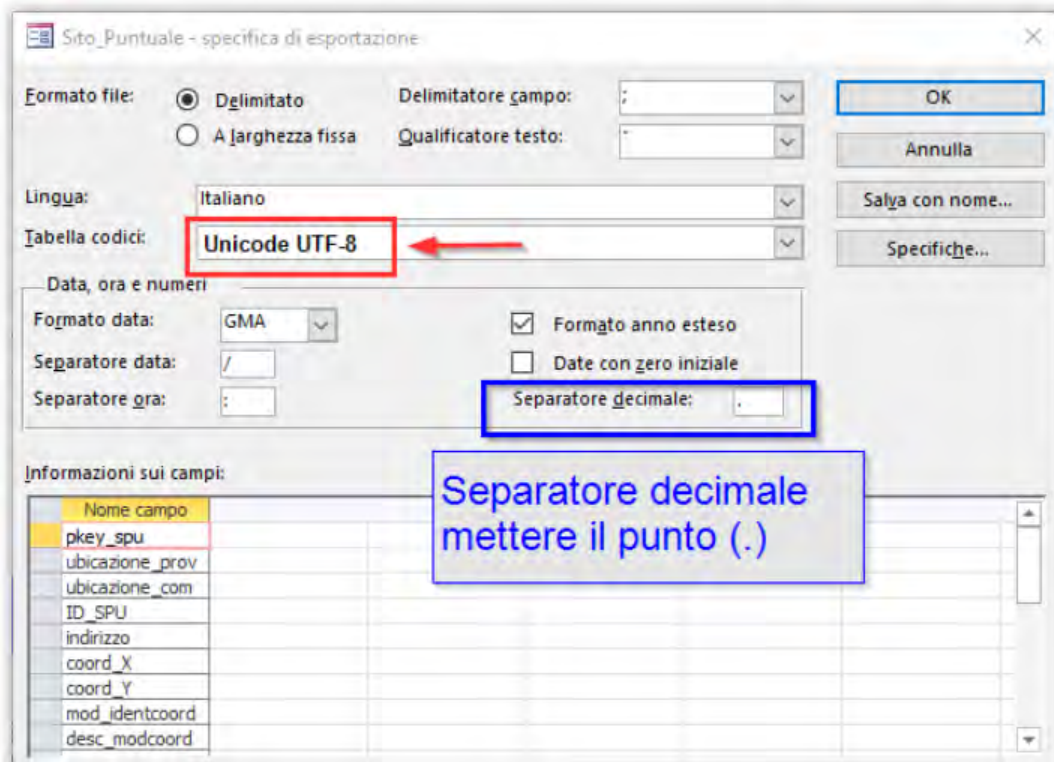 Sito_Puntuale - specifica di esportazione
Formato file:
Delimitato
Delimitatore campo:
;
OK
A larghezza fissa
Qualificatore testo:
"
Annulla
Lingua:
Italiano
Salva con nome...
Tabella codici:
Unicode UTF-8
Specifiche...
Data, ora e numeri
Formato data:
GMA
Formato anno esteso
Separatore data:
/
Date con zero iniziale
Separatore ora:
:
Separatore decimale:
.
Informazioni sui campi:
Separatore decimale
mettere il punto (.)
Nome campo
pkey_spu
ubicazione_prov
ubicazione_com
ID_SPU
indirizzo
coord_X
coord_Y
mod_identcoord
desc_modcoord